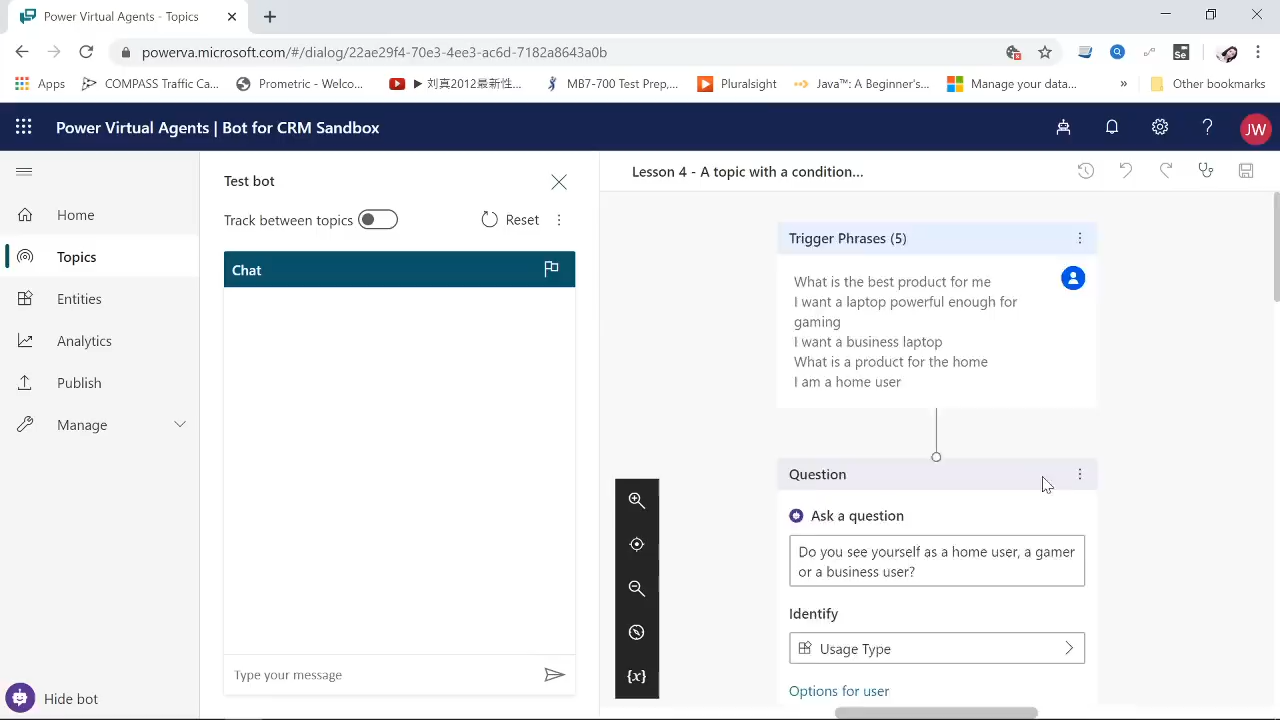 Power Virtual Agents - Topics
powerva.microsoft.com/#/dialog/22ae29f4-70e3-4ee3-ac6d-7182a8643a0b
Apps
COMPASS Traffic Ca...
Prometric - Welco...
▶ 刘真2012最新性...
MB7-700 Test Prep,...
Pluralsight
Java™: A Beginner's...
Manage your data...
»
Other bookmarks
Power Virtual Agents | Bot for CRM Sandbox
JW
Home
Topics
Entities
Analytics
Publish
Manage
Hide bot
Test bot
Track between topics
Reset
Chat
Type your message
Lesson 4 - A topic with a condition...
Trigger Phrases (5)
What is the best product for me
I want a laptop powerful enough for
gaming
I want a business laptop
What is a product for the home
I am a home user
Question
Ask a question
Do you see yourself as a home user, a gamer
or a business user?
Identify
Usage Type
Options for user
{x}